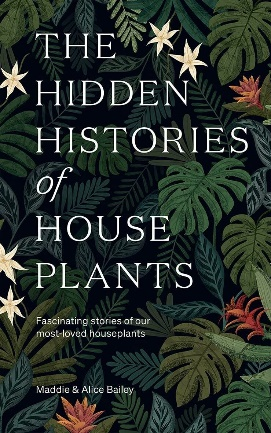 THE
HIDDEN
HISTORIES
of
HOUSE
PLANTS
Fascinating stories of our
most-loved houseplants
Maddie & Alice Bailey